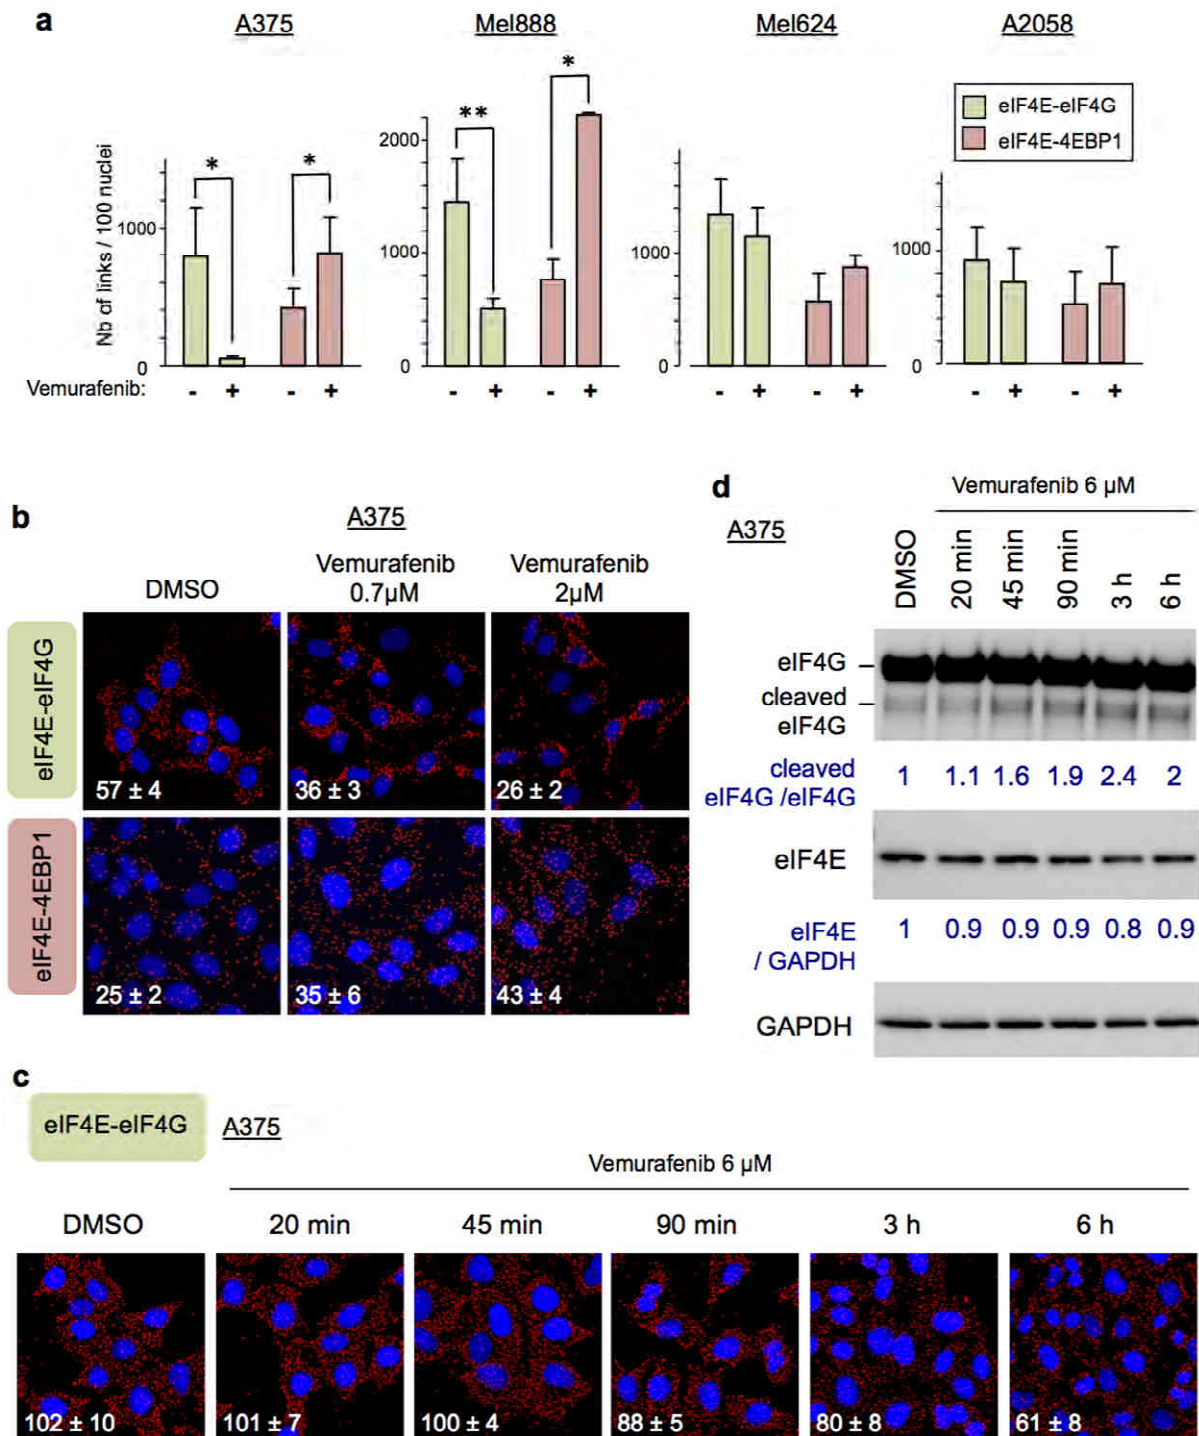 a
A375
Mel888
Mel624
A2058
eIF4E-eIF4G
eIF4E-4EBP1
Nb of links / 100 nuclei
*
*
1000
0
**
*
2000
1000
0
1000
0
1000
0
Vemurafenib:
- + - +
- + - +
- + - +
- + - +
b
A375
DMSO
Vemurafenib
0.7µM
Vemurafenib
2µM
eIF4E-eIF4G
57 ± 4
36 ± 3
26 ± 2
eIF4E-4EBP1
25 ± 2
35 ± 6
43 ± 4
d
A375
Vemurafenib 6 µM
DMSO
20 min
45 min
90 min
3 h
6 h
eIF4G
cleaved
eIF4G
cleaved
eIF4G /eIF4G
1 1.1 1.6 1.9 2.4 2
eIF4E
eIF4E
/ GAPDH
1 0.9 0.9 0.9 0.8 0.9
GAPDH
c
eIF4E-eIF4G
A375
Vemurafenib 6 µM
DMSO
20 min
45 min
90 min
3 h
6 h
102 ± 10
101 ± 7
100 ± 4
88 ± 5
80 ± 8
61 ± 8